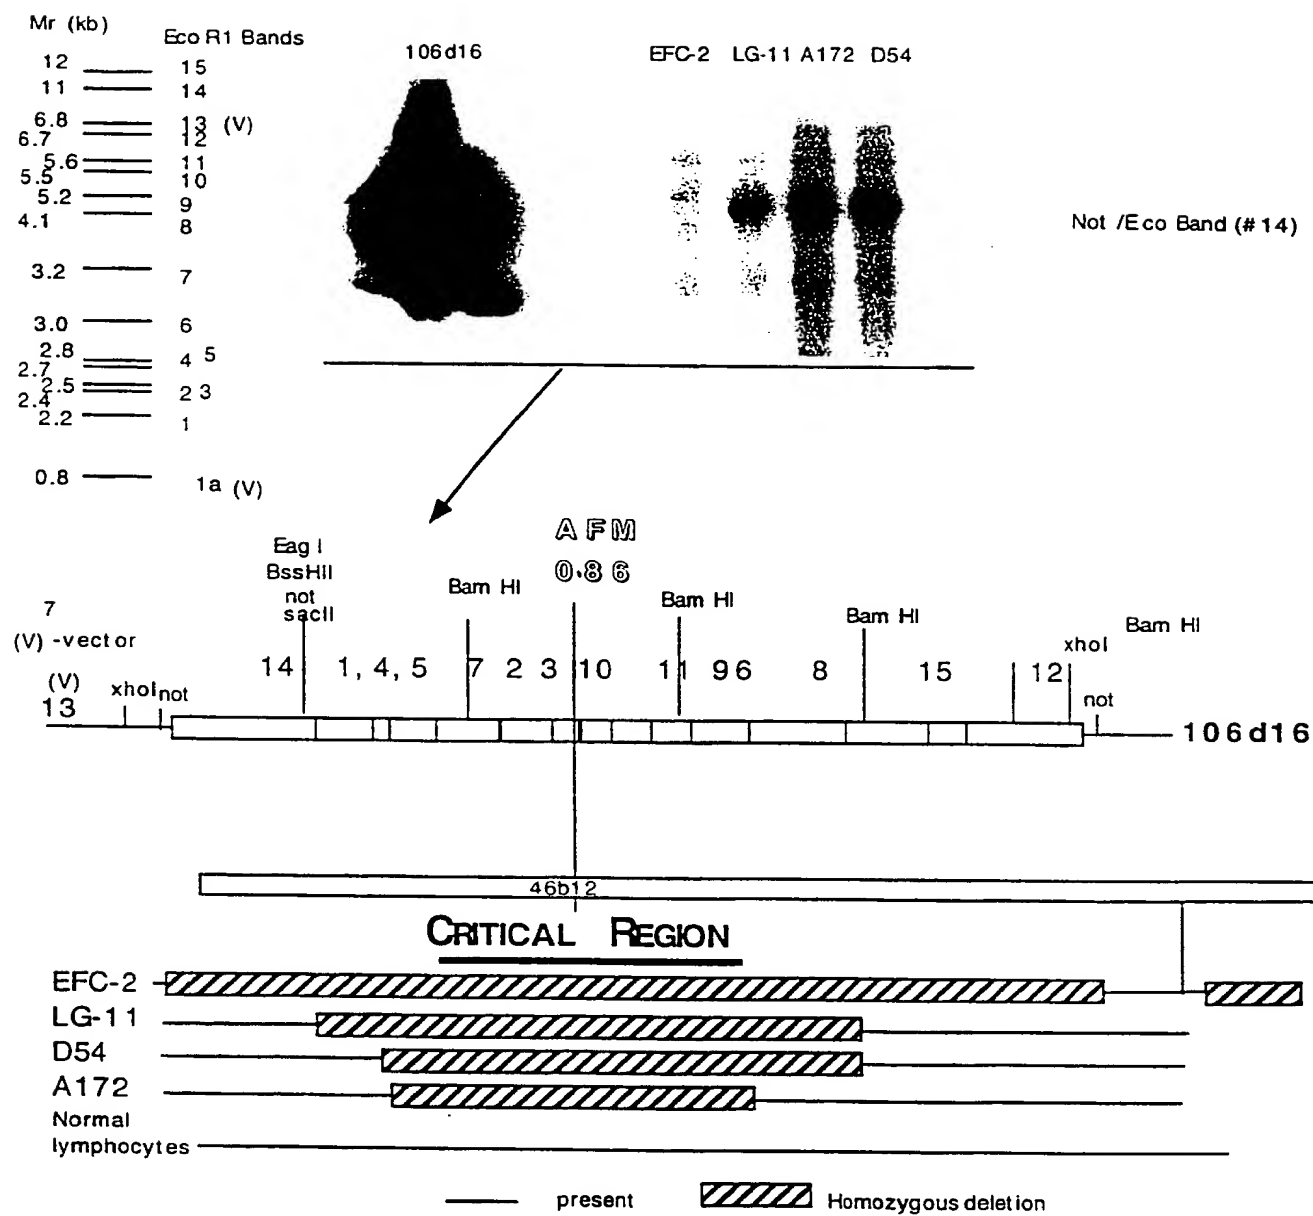 Mr (kb)
Eco R1 Bands
106d16
EFC-2 LG-11 A172 D54
12 15
11 14
6.8 13 (V)
6.7 12
5.6 11
5.5 10
5.2 9
4.1 8
Not /Eco Band (#14)
3.2 7
3.0 6
2.8 5
2.7 4
2.5 3
2.4 2
2.2 1
0.8 1a (V)
AFM
0.86
Eag I
BssHII
not
sacII
Bam HI
Bam HI
Bam HI
Bam HI
7
(V) -vector
xhoI
14 1, 4, 5 7 2 3 10 11 9 6 8 15 12
(V)
13
xhoI not
not
106d16
46b12
CRITICAL REGION
EFC-2
LG-11
D54
A172
Normal
lymphocytes
present
Homozygous deletion